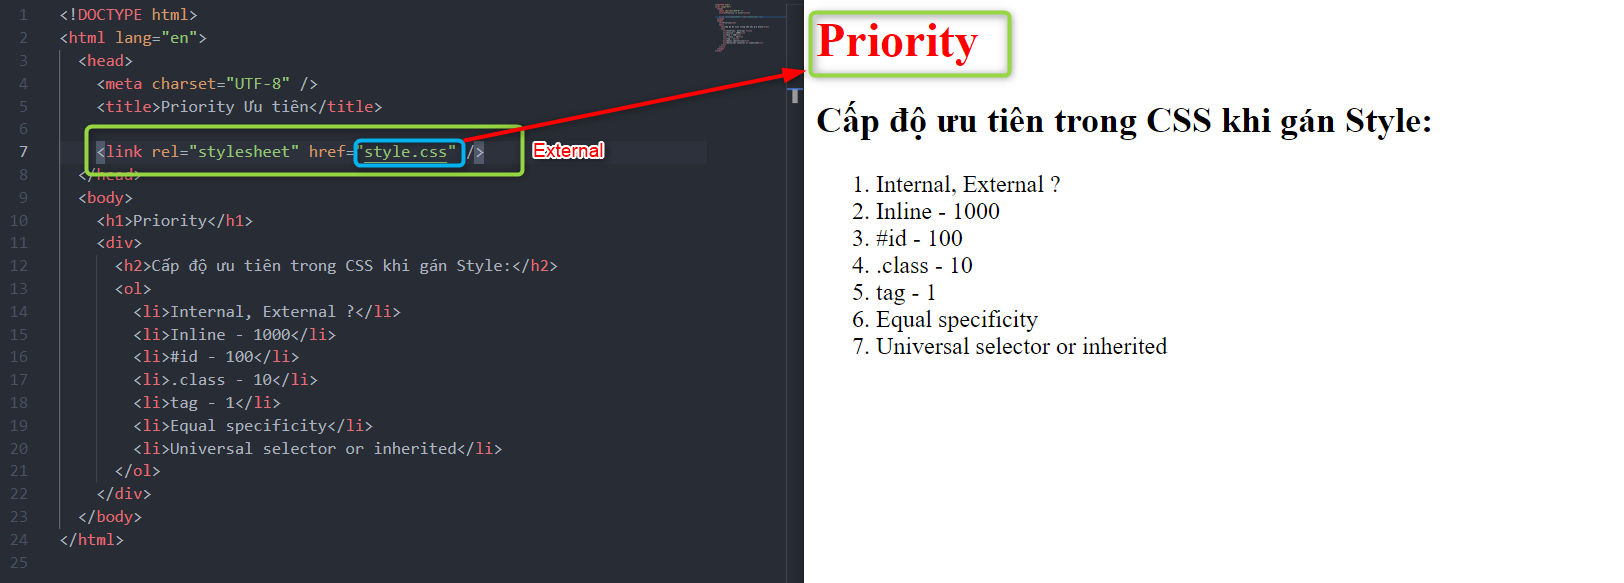 1 <!DOCTYPE html>
2 <html lang="en">
3 <head>
4 <meta charset="UTF-8" />
5 <title>Priority Ưu tiên</title>
6
7 <link rel="stylesheet" href="style.css" />
External
8 </head>
9 <body>
10 <h1>Priority</h1>
11 <div>
12 <h2>Cấp độ ưu tiên trong CSS khi gán Style:</h2>
13 <ol>
14 <li>Internal, External ?</li>
15 <li>Inline - 1000</li>
16 <li>#id - 100</li>
17 <li>.class - 10</li>
18 <li>tag - 1</li>
19 <li>Equal specificity</li>
20 <li>Universal selector or inherited</li>
21 </ol>
22 </div>
23 </body>
24 </html>
25
Priority
Cấp độ ưu tiên trong CSS khi gán Style:
1. Internal, External ?
2. Inline - 1000
3. #id - 100
4. .class - 10
5. tag - 1
6. Equal specificity
7. Universal selector or inherited